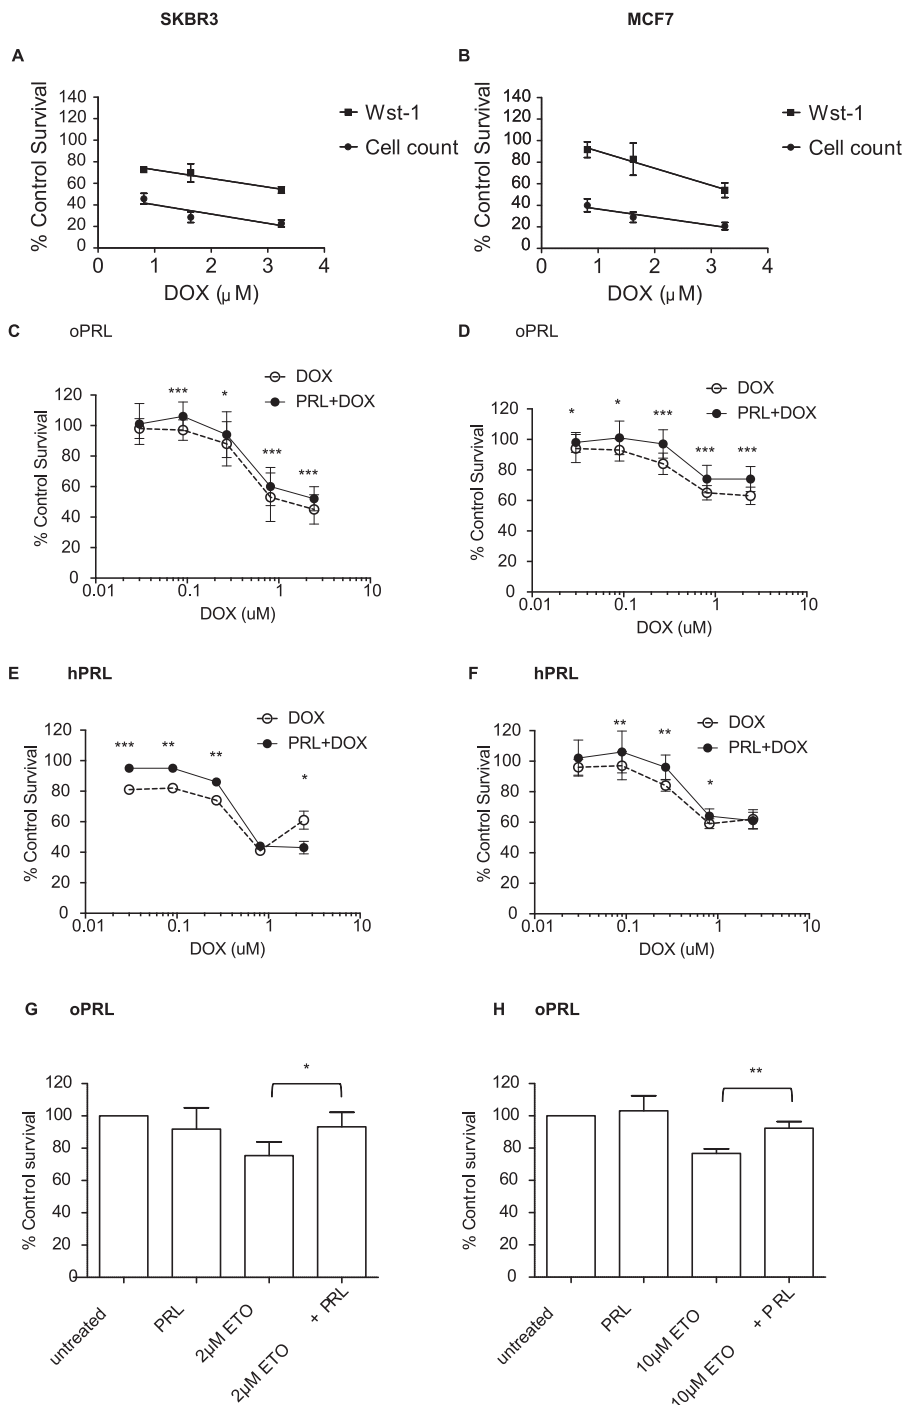 SKBR3
MCF7
A
B
% Control Survival
140
120
100
80
60
40
20
0
0 1 2 3 4
DOX (µM)
Wst-1
Cell count
% Control Survival
140
120
100
80
60
40
20
0
0 1 2 3 4
DOX (µM)
Wst-1
Cell count
C oPRL
D oPRL
% Control Survival
120
100
80
60
40
20
0
0.01 0.1 1 10
DOX (uM)
DOX
PRL+DOX
*** * *** ***
% Control Survival
120
100
80
60
40
20
0
0.01 0.1 1 10
DOX (uM)
DOX
PRL+DOX
* * *** *** ***
E hPRL
F hPRL
% Control Survival
120
100
80
60
40
20
0
0.01 0.1 1 10
DOX (uM)
DOX
PRL+DOX
*** ** ** *
% Control Survival
120
100
80
60
40
20
0
0.01 0.1 1 10
DOX (uM)
DOX
PRL+DOX
** ** *
G oPRL
H oPRL
% Control survival
120
100
80
60
40
20
0
*
untreated
PRL
2µM ETO
2µM ETO + PRL
% Control survival
120
100
80
60
40
20
0
**
untreated
PRL
10µM ETO
10µM ETO + P RL